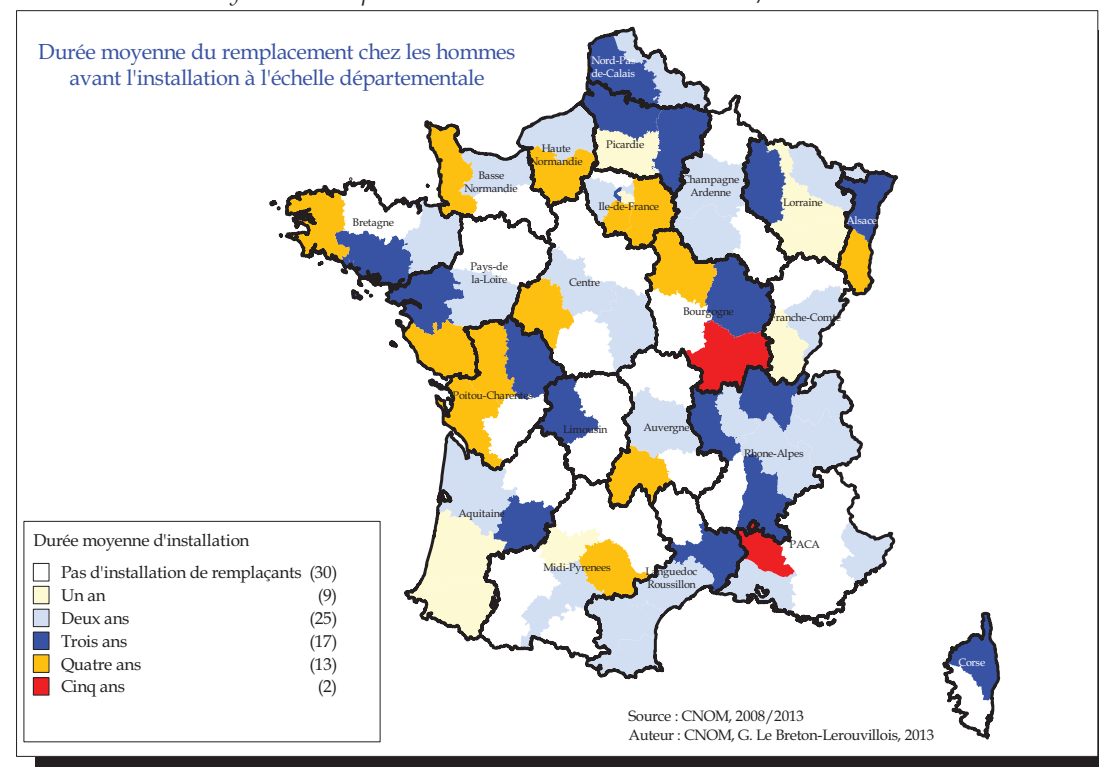 Durée moyenne du remplacement chez les hommes
avant l'installation à l'échelle départementale
Nord-Pas
de-Calais
Picardie
Haute
Normandie
Basse
Normandie
Champagne
Ardenne
Lorraine
Alsace
Ile-de-France
Bretagne
Pays-de
la-Loire
Centre
Bourgogne
Franche-Comté
Poitou-Charentes
Limousin
Auvergne
Rhone-Alpes
Aquitaine
Midi-Pyrenees
Languedoc
Roussillon
PACA
Corse
Durée moyenne d'installation
Pas d'installation de remplaçants (30)
Un an (9)
Deux ans (25)
Trois ans (17)
Quatre ans (13)
Cinq ans (2)
Source : CNOM, 2008/2013
Auteur : CNOM, G. Le Breton-Lerouvillois, 2013